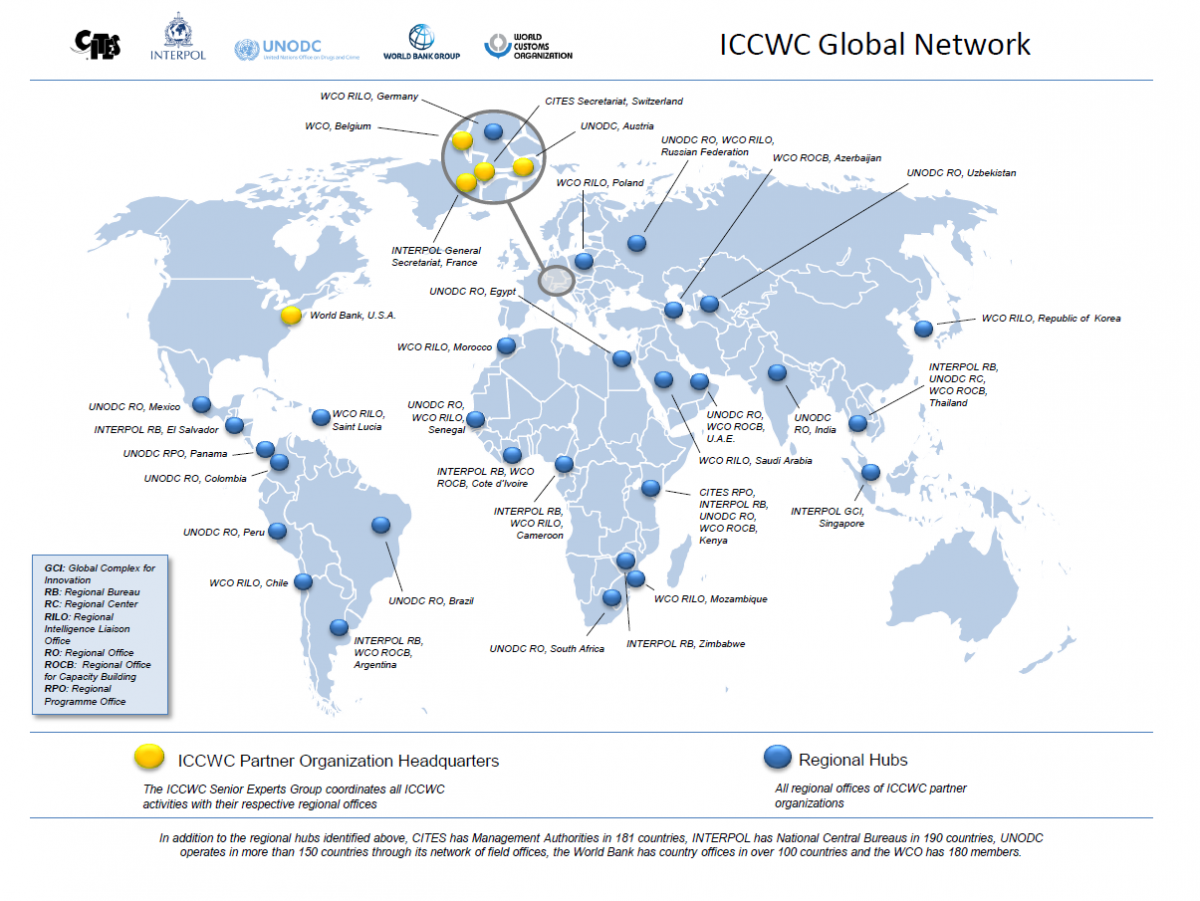 CITES
INTERPOL
UNODC
United Nations Office on Drugs and Crime
WORLD BANK GROUP
WORLD
CUSTOMS
ORGANIZATION
ICCWC Global Network
WCO RILO, Germany
CITES Secretariat, Switzerland
WCO, Belgium
UNODC, Austria
UNODC RO, WCO RILO,
Russian Federation
WCO ROCB, Azerbaijan
UNODC RO, Uzbekistan
WCO RILO, Poland
INTERPOL General
Secretariat, France
UNODC RO, Egypt
World Bank, U.S.A.
WCO RILO, Republic of Korea
WCO RILO, Morocco
INTERPOL RB,
UNODC RC,
WCO ROCB,
Thailand
UNODC RO, Mexico
WCO RILO,
Saint Lucia
UNODC RO,
WCO RILO,
Senegal
UNODC RO,
WCO ROCB,
U.A.E.
UNODC
RO, India
INTERPOL RB, El Salvador
UNODC RPO, Panama
WCO RILO, Saudi Arabia
UNODC RO, Colombia
INTERPOL RB, WCO
ROCB, Cote d'Ivoire
CITES RPO,
INTERPOL RB,
UNODC RO,
WCO ROCB,
Kenya
INTERPOL RB,
WCO RILO,
Cameroon
INTERPOL GCI,
Singapore
UNODC RO, Peru
WCO RILO, Chile
UNODC RO, Brazil
WCO RILO, Mozambique
INTERPOL RB,
WCO ROCB,
Argentina
UNODC RO, South Africa
INTERPOL RB, Zimbabwe
GCI: Global Complex for
Innovation
RB: Regional Bureau
RC: Regional Center
RILO: Regional
Intelligence Liaison
Office
RO: Regional Office
ROCB: Regional Office
for Capacity Building
RPO: Regional
Programme Office
ICCWC Partner Organization Headquarters
The ICCWC Senior Experts Group coordinates all ICCWC
activities with their respective regional offices
Regional Hubs
All regional offices of ICCWC partner
organizations
In addition to the regional hubs identified above, CITES has Management Authorities in 181 countries, INTERPOL has National Central Bureaus in 190 countries, UNODC
operates in more than 150 countries through its network of field offices, the World Bank has country offices in over 100 countries and the WCO has 180 members.